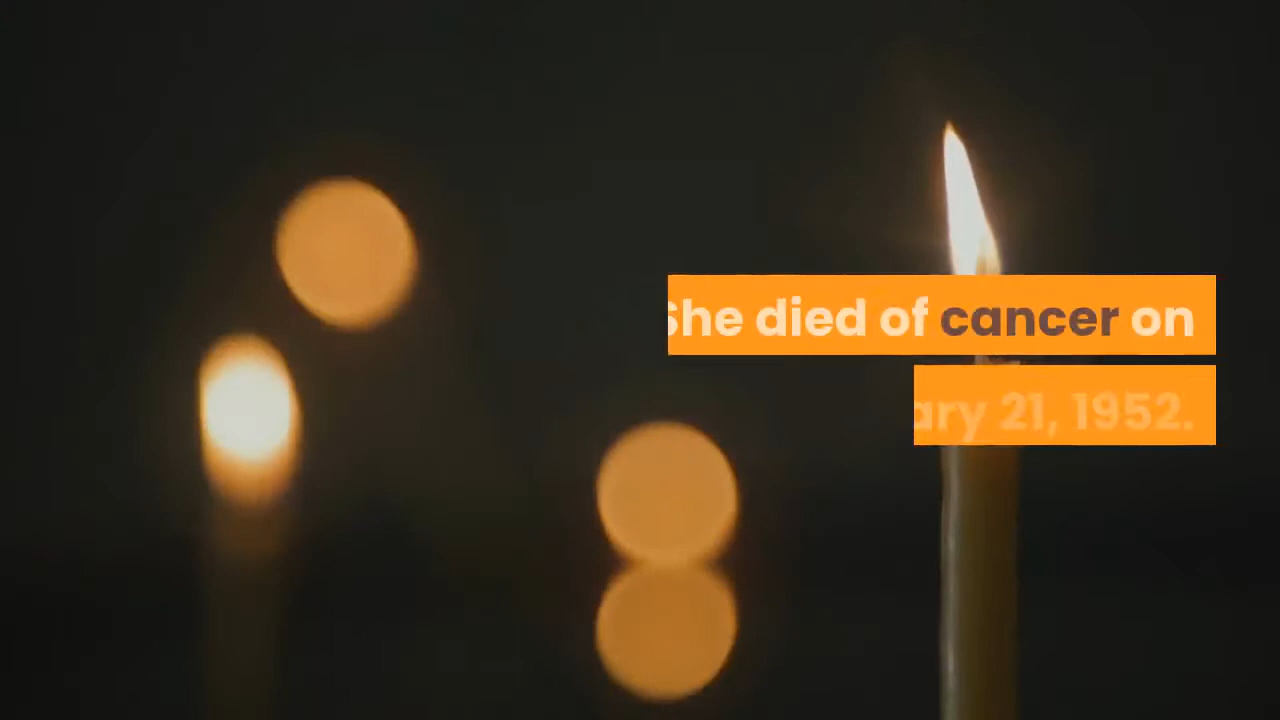 She died of cancer on
ary 21, 1952.